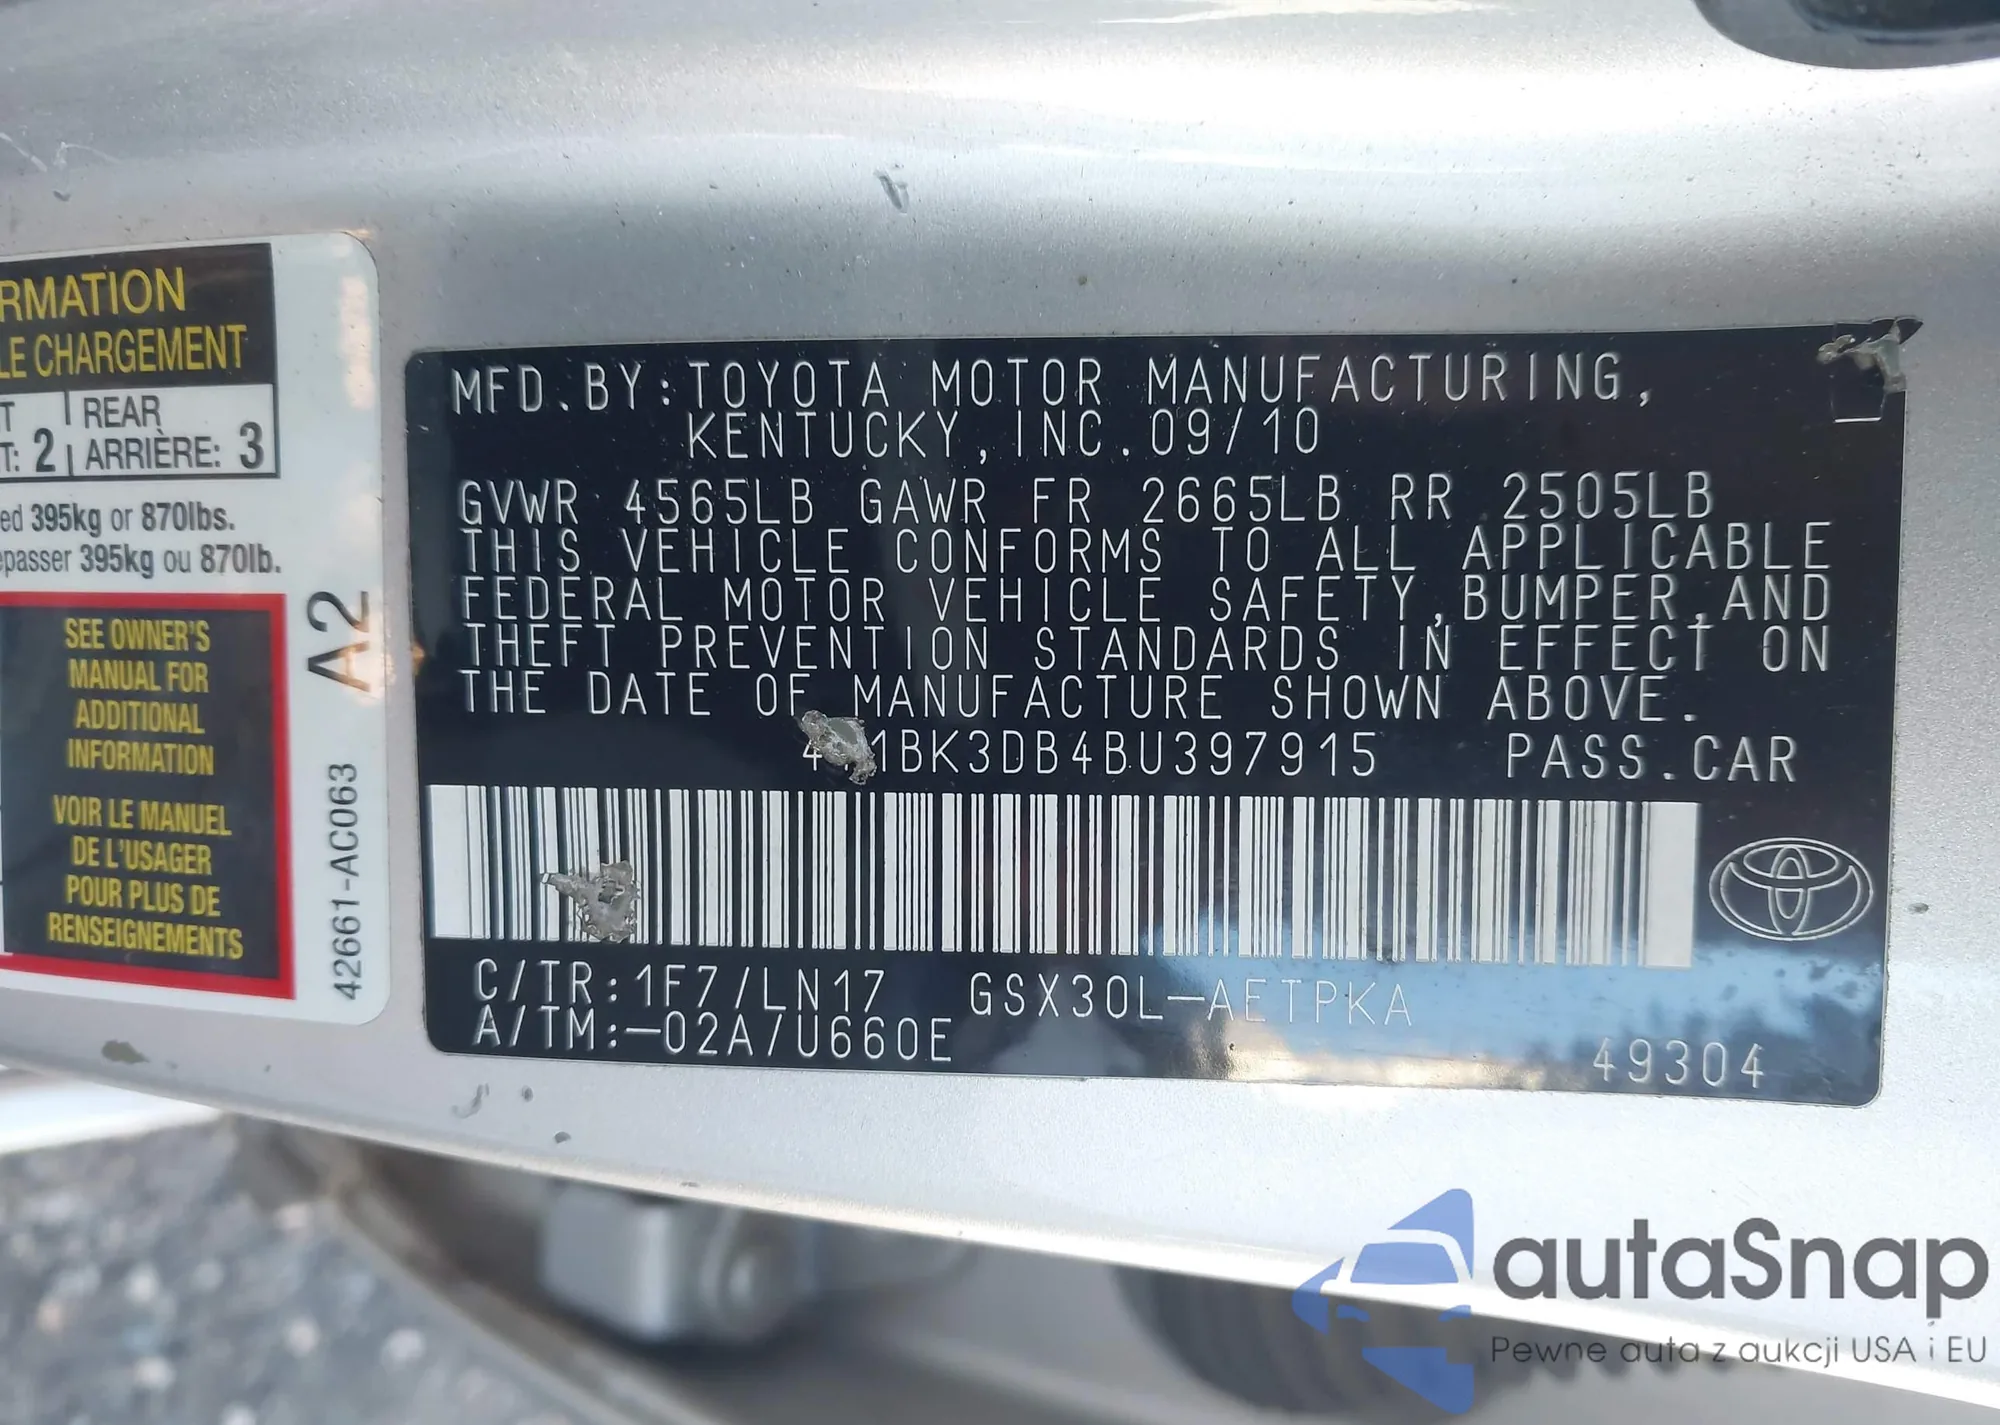 RMATION
LE CHARGEMENT
REAR
ARRIÈRE: 3
T: 2
ed 395kg or 870lbs.
epasser 395kg ou 870lb.
SEE OWNER'S
MANUAL FOR
ADDITIONAL
INFORMATION
VOIR LE MANUEL
DE L'USAGER
POUR PLUS DE
RENSEIGNEMENTS
A2
42661-AC063
MFD.BY:TOYOTA MOTOR MANUFACTURING,
KENTUCKY,INC.09/10
GVWR 4565LB GAWR FR 2665LB RR 2505LB
THIS VEHICLE CONFORMS TO ALL APPLICABLE
FEDERAL MOTOR VEHICLE SAFETY,BUMPER,AND
THEFT PREVENTION STANDARDS IN EFFECT ON
THE DATE OF MANUFACTURE SHOWN ABOVE.
1BK3DB4BU397915 PASS.CAR
C/TR:1F7/LN17 GSX30L-AETPKA
A/TM:-02A/U660E
49304
autaSnap
Pewne auta z aukcji USA i EU